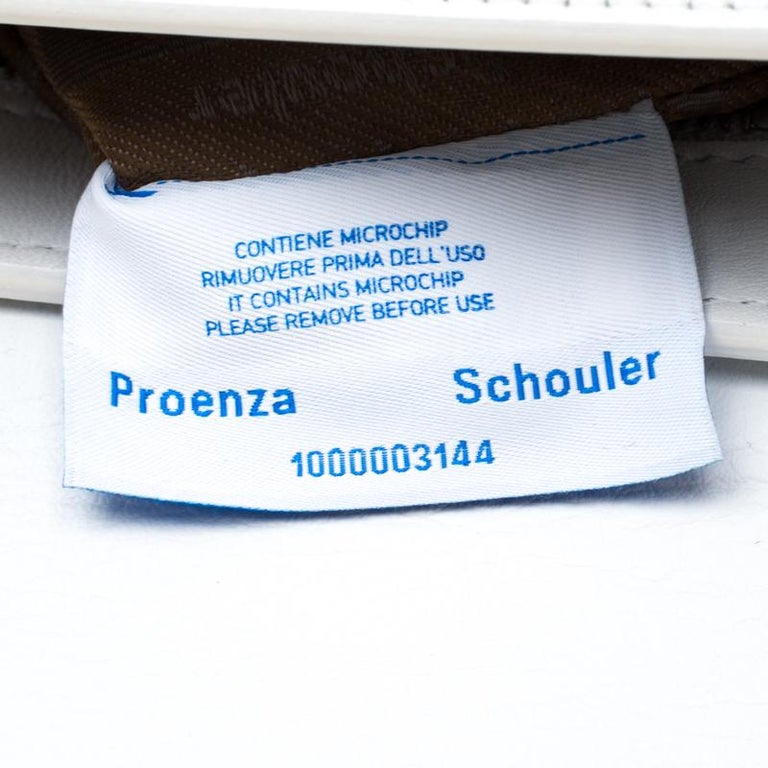 CONTIENE MICROCHIP
RIMUOVERE PRIMA DELL'USO
IT CONTAINS MICROCHIP
PLEASE REMOVE BEFORE USE
Proenza Schouler
1000003144